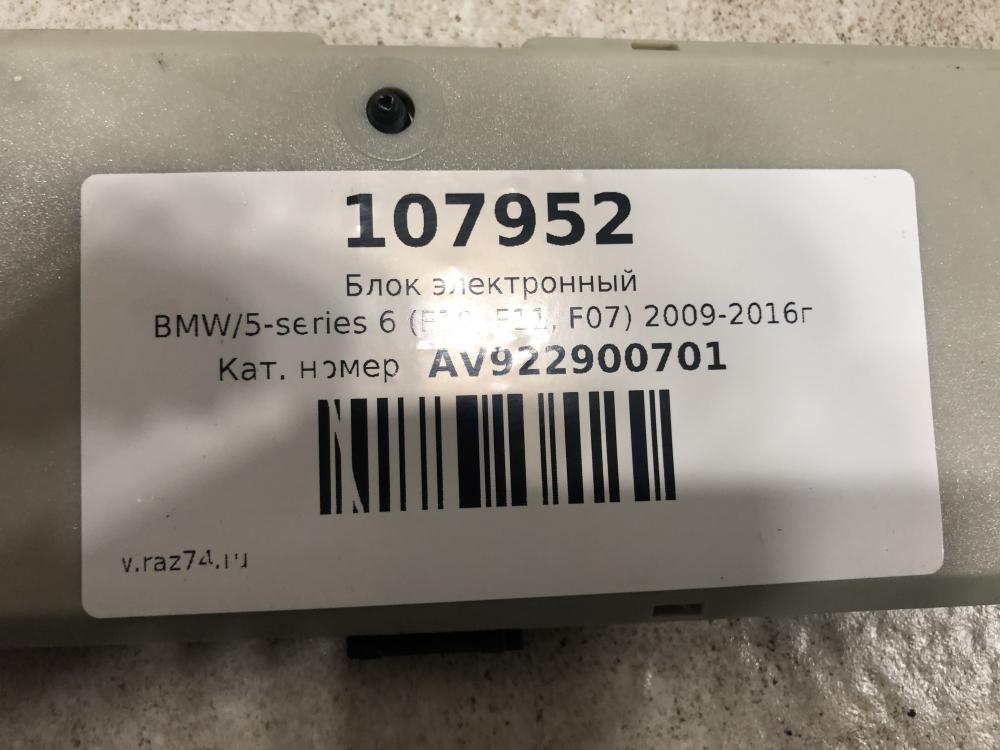 107952
Блок электронный
BMW/5-series 6 (F10, F11, F07) 2009-2016г
Кат. номер AV922900701
v.raz74.ru